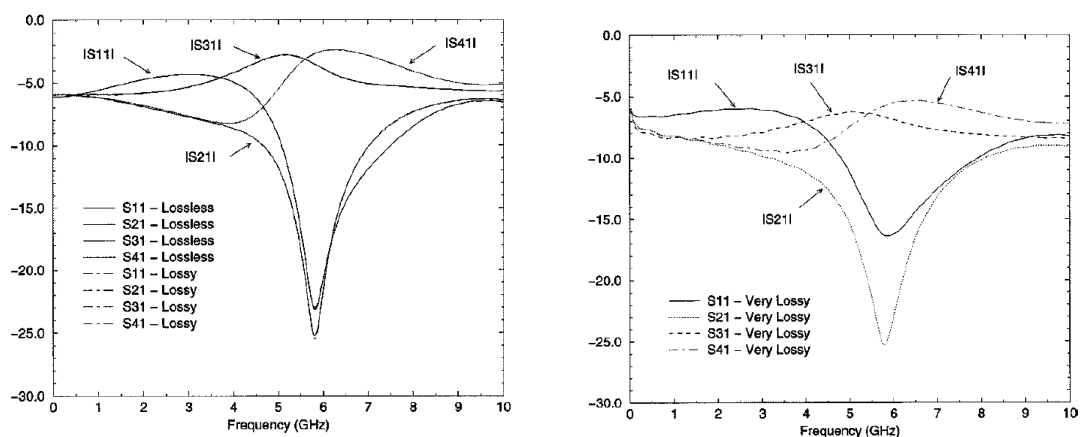 0.0
-5.0
-10.0
-15.0
-20.0
-25.0
-30.0
|S11|
|S31|
|S41|
|S21|
S11 – Lossless
S21 – Lossless
S31 – Lossless
S41 – Lossless
S11 – Lossy
S21 – Lossy
S31 – Lossy
S41 – Lossy
0 1 2 3 4 5 6 7 8 9 10
Frequency (GHz)
0.0
-5.0
-10.0
-15.0
-20.0
-25.0
-30.0
|S11|
|S31|
|S41|
|S21|
S11 – Very Lossy
S21 – Very Lossy
S31 – Very Lossy
S41 – Very Lossy
0 1 2 3 4 5 6 7 8 9 10
Frequency (GHz)